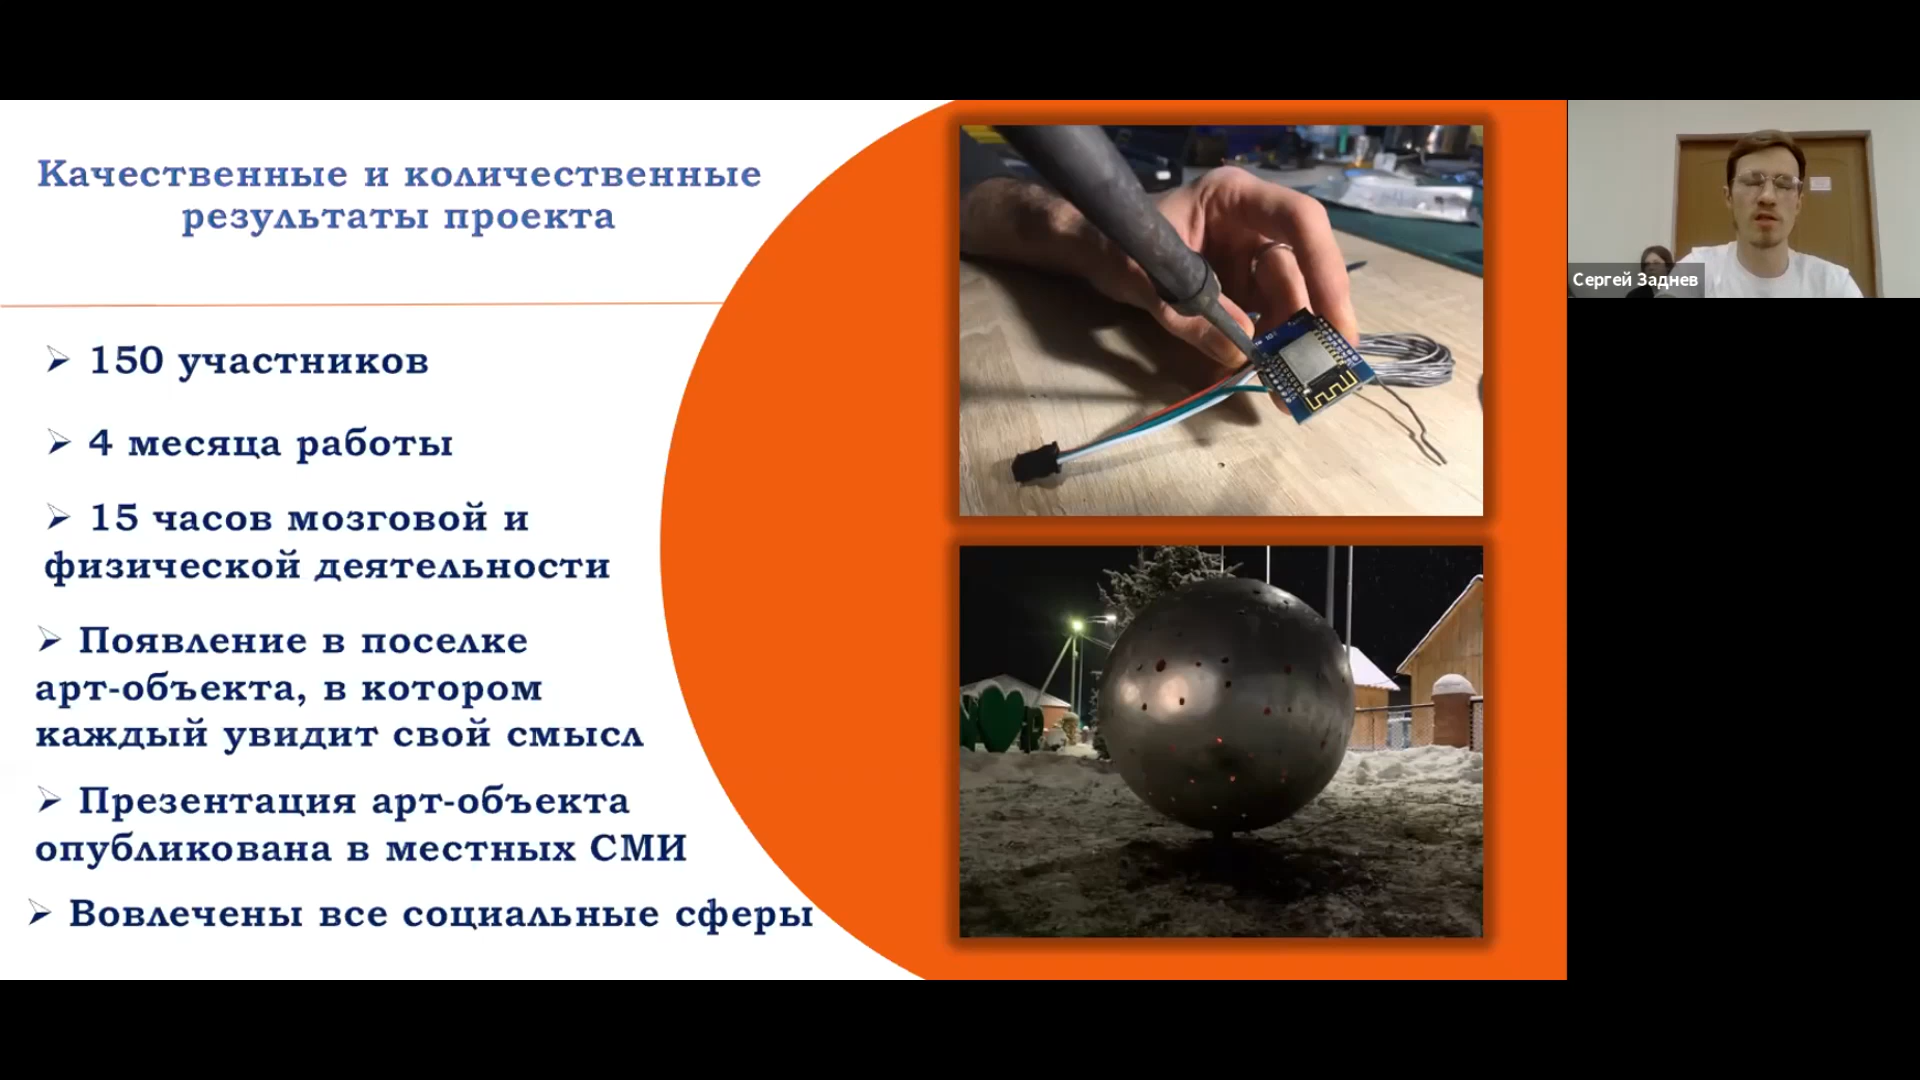 Качественные и количественные
результаты проекта
150 участников
4 месяца работы
15 часов мозговой и
физической деятельности
Появление в поселке
арт-объекта, в котором
каждый увидит свой смысл
Презентация арт-объекта
опубликована в местных СМИ
Вовлечены все социальные сферы
Сергей Заднев